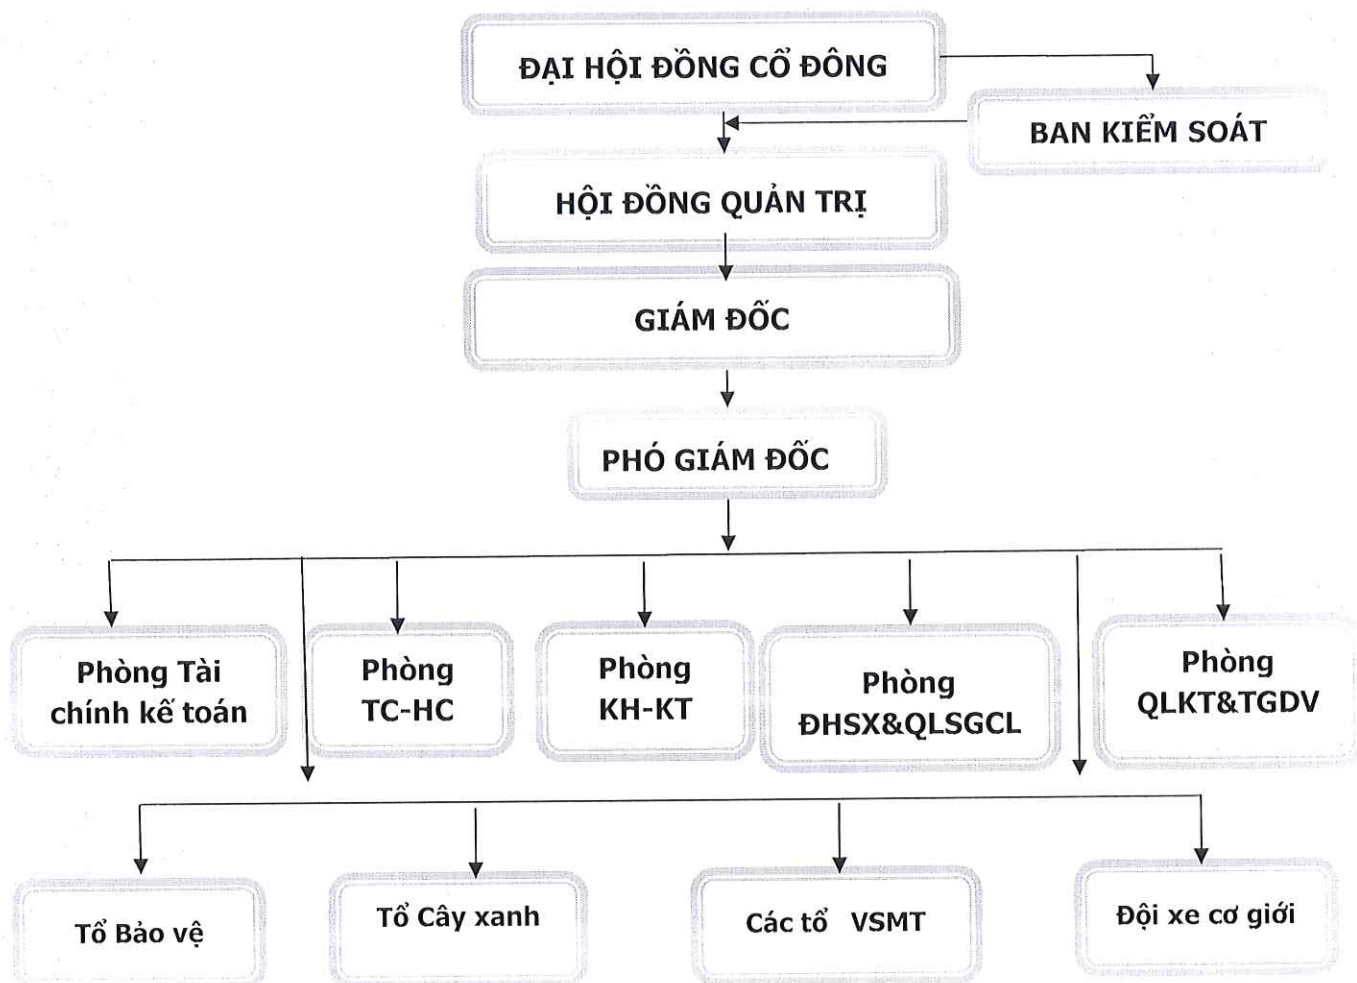 ĐẠI HỘI ĐỒNG CỔ ĐÔNG
BAN KIỂM SOÁT
HỘI ĐỒNG QUẢN TRỊ
GIÁM ĐỐC
PHÓ GIÁM ĐỐC
Phòng Tài
chính kế toán
Phòng
TC-HC
Phòng
KH-KT
Phòng
ĐHSX&QLSGCL
Phòng
QLKT&TGDV
Tổ Bảo vệ
Tổ Cây xanh
Các tổ VSMT
Đội xe cơ giới